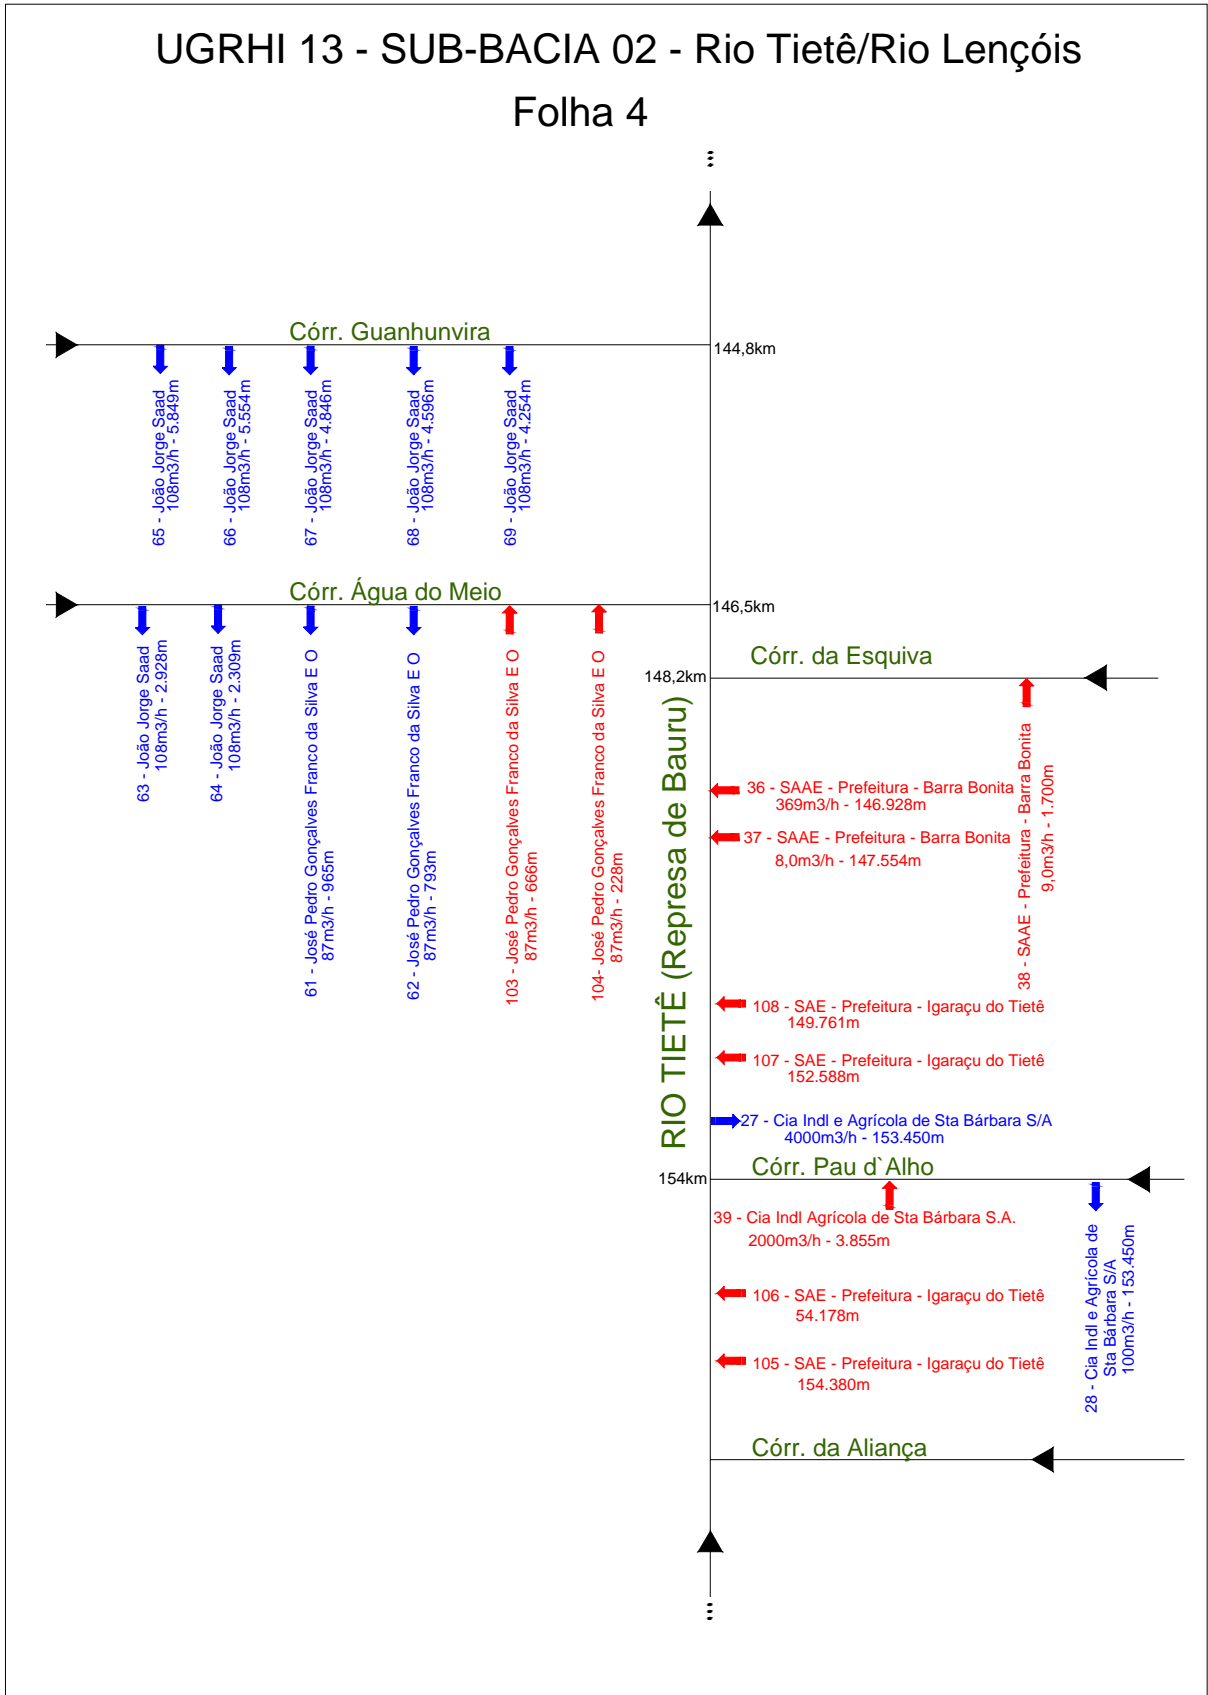 UGRHI 13 - SUB-BACIA 02 - Rio Tietê/Rio Lençóis
Folha 4
Córr. Guanhunvira
144,8km
65 - João Jorge Saad
108m3/h - 5.849m
66 - João Jorge Saad
108m3/h - 5.554m
67 - João Jorge Saad
108m3/h - 4.846m
68 - João Jorge Saad
108m3/h - 4.596m
69 - João Jorge Saad
108m3/h - 4.254m
Córr. Água do Meio
146,5km
63 - João Jorge Saad
108m3/h - 2.928m
64 - João Jorge Saad
108m3/h - 2.309m
61 - José Pedro Gonçalves Franco da Silva E O
87m3/h - 965m
62 - José Pedro Gonçalves Franco da Silva E O
87m3/h - 793m
103 - José Pedro Gonçalves Franco da Silva E O
87m3/h - 666m
104- José Pedro Gonçalves Franco da Silva E O
87m3/h - 228m
RIO TIETÊ (Represa de Bauru)
Córr. da Esquiva
148,2km
36 - SAAE - Prefeitura - Barra Bonita
369m3/h - 146.928m
37 - SAAE - Prefeitura - Barra Bonita
8,0m3/h - 147.554m
38 - SAAE - Prefeitura - Barra Bonita
9,0m3/h - 1.700m
108 - SAE - Prefeitura - Igaraçu do Tietê
149.761m
107 - SAE - Prefeitura - Igaraçu do Tietê
152.588m
27 - Cia Indl e Agrícola de Sta Bárbara S/A
4000m3/h - 153.450m
Córr. Pau d`Alho
154km
39 - Cia Indl Agrícola de Sta Bárbara S.A.
2000m3/h - 3.855m
28 - Cia Indl e Agrícola de
Sta Bárbara S/A
100m3/h - 153.450m
106 - SAE - Prefeitura - Igaraçu do Tietê
54.178m
105 - SAE - Prefeitura - Igaraçu do Tietê
154.380m
Córr. da Aliança